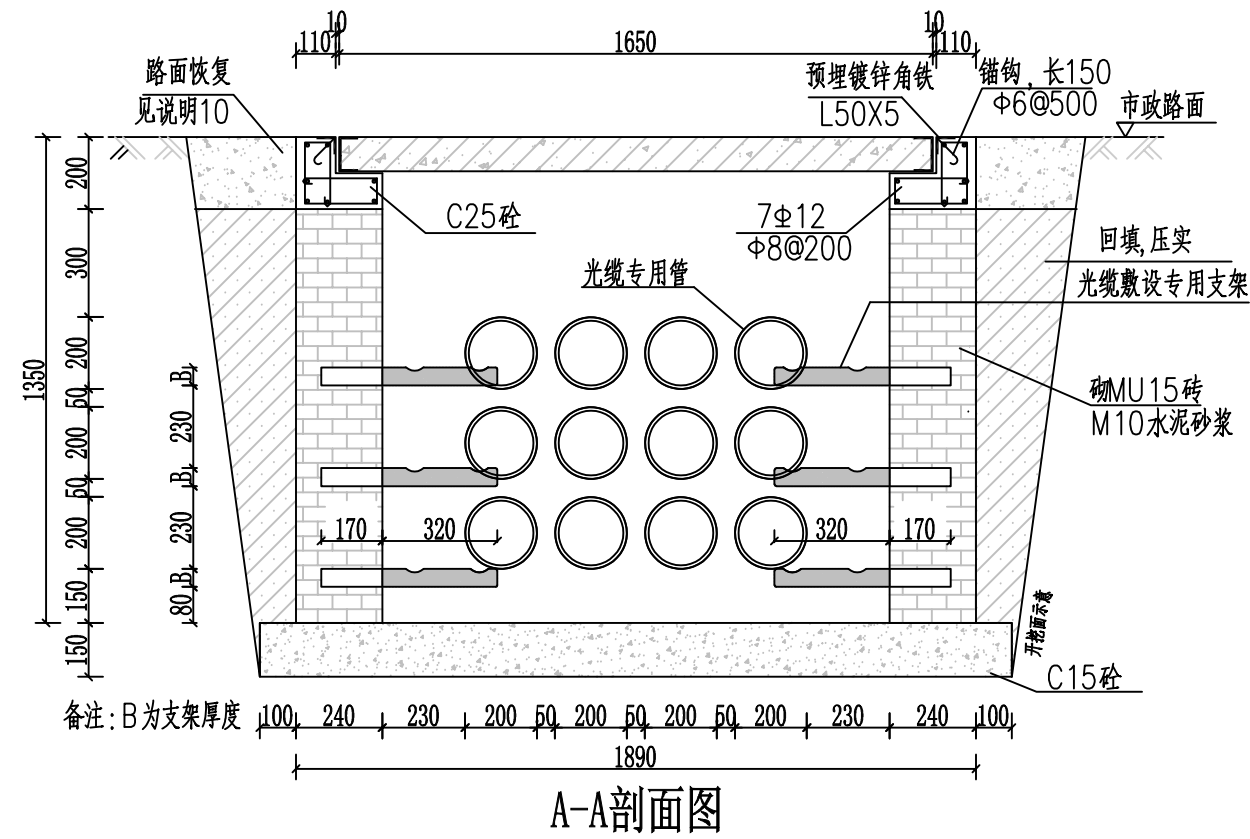 10
10
110
1650
110
路面恢复
见说明10
预埋镀锌角铁
L50X5
锚钩,长150
Φ6@500
市政路面
200
C25砼
7Φ12
Φ8@200
回填,压实
300
光缆专用管
光缆敷设专用支架
1350
200
B
50
230
砌MU15砖
M10水泥砂浆
200
B
50
230
200
170
320
320
170
B
150
80
开挖面示意
150
C15砼
备注:B为支架厚度
100
240
230
200
50
200
50
200
50
200
230
240
100
1890
A-A剖面图